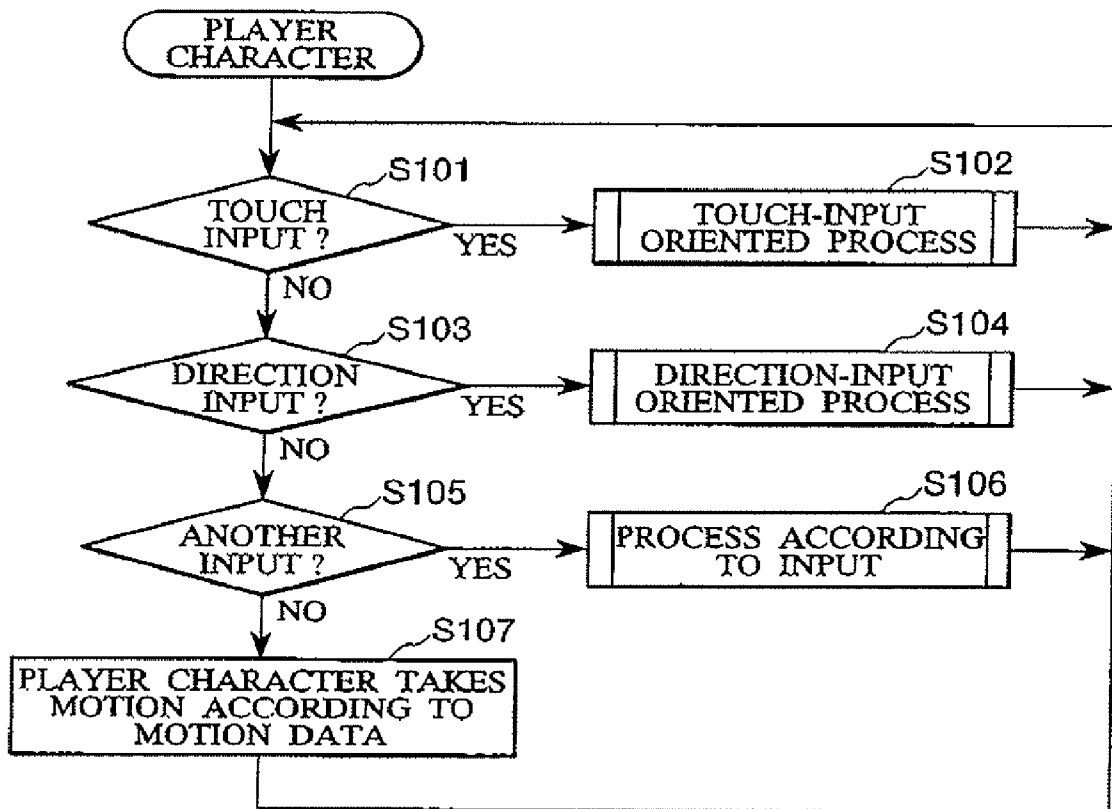 PLAYER
CHARACTER
S101
TOUCH
INPUT ?
YES
NO
S102
TOUCH-INPUT
ORIENTED PROCESS
S103
DIRECTION
INPUT ?
YES
NO
S104
DIRECTION-INPUT
ORIENTED PROCESS
S105
ANOTHER
INPUT ?
YES
NO
S106
PROCESS ACCORDING
TO INPUT
S107
PLAYER CHARACTER TAKES
MOTION ACCORDING TO
MOTION DATA